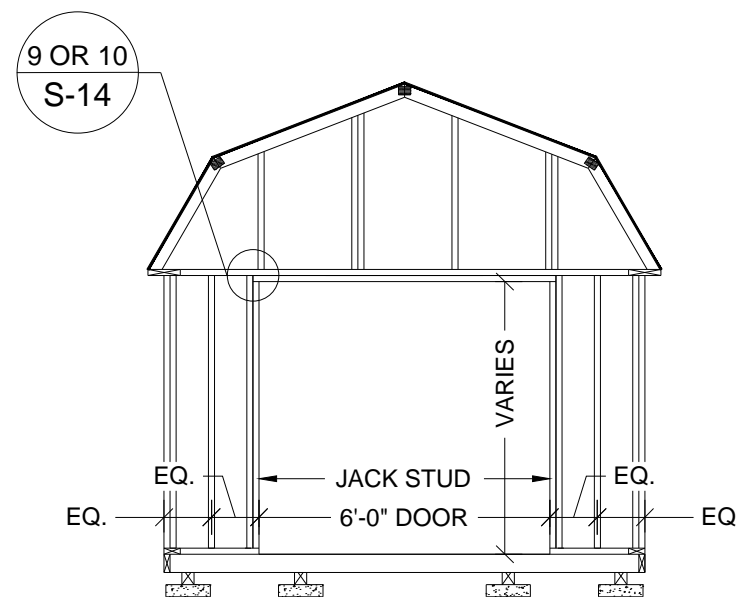 9 OR 10
S-14
VARIES
EQ.
JACK STUD
EQ.
EQ.
6'-0" DOOR
EQ